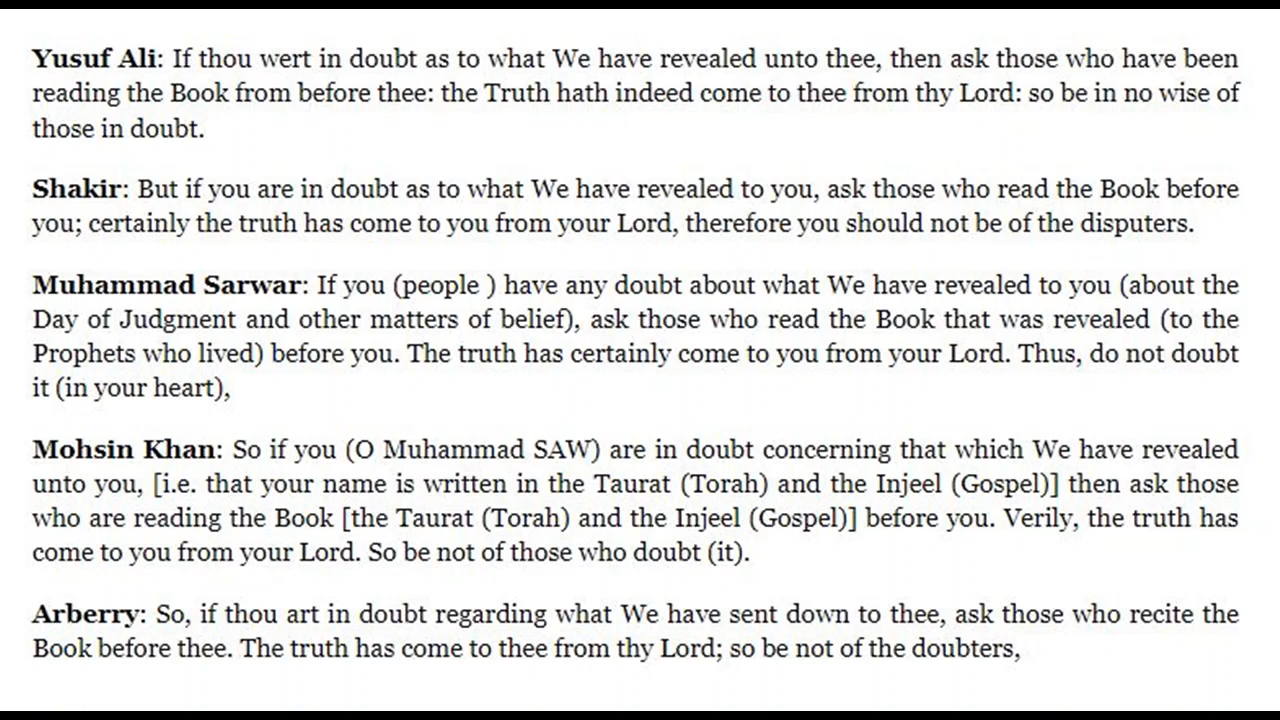 Yusuf Ali: If thou wert in doubt as to what We have revealed unto thee, then ask those who have been
reading the Book from before thee: the Truth hath indeed come to thee from thy Lord: so be in no wise of
those in doubt.
Shakir: But if you are in doubt as to what We have revealed to you, ask those who read the Book before
you; certainly the truth has come to you from your Lord, therefore you should not be of the disputers.
Muhammad Sarwar: If you (people ) have any doubt about what We have revealed to you (about the
Day of Judgment and other matters of belief), ask those who read the Book that was revealed (to the
Prophets who lived) before you. The truth has certainly come to you from your Lord. Thus, do not doubt
it (in your heart),
Mohsin Khan: So if you (O Muhammad SAW) are in doubt concerning that which We have revealed
unto you, [i.e. that your name is written in the Taurat (Torah) and the Injeel (Gospel)] then ask those
who are reading the Book [the Taurat (Torah) and the Injeel (Gospel)] before you. Verily, the truth has
come to you from your Lord. So be not of those who doubt (it).
Arberry: So, if thou art in doubt regarding what We have sent down to thee, ask those who recite the
Book before thee. The truth has come to thee from thy Lord; so be not of the doubters,